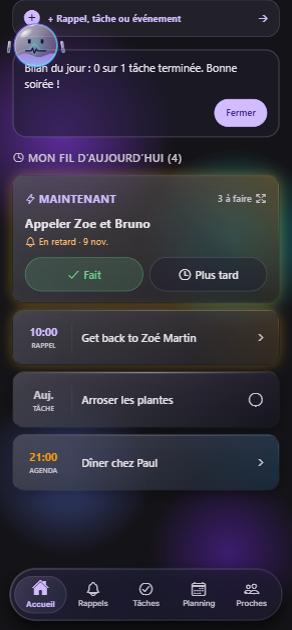 + Rappel, tâche ou événement
Bilan du jour : 0 sur 1 tâche terminée. Bonne
soirée !
Fermer
MON FIL D'AUJOURD'HUI (4)
MAINTENANT
3 à faire
Appeler Zoe et Bruno
En retard · 9 nov.
Fait
Plus tard
10:00
RAPPEL
Get back to Zoé Martin
Auj.
TÂCHE
Arroser les plantes
21:00
AGENDA
Dîner chez Paul
Accueil
Rappels
Tâches
Planning
Proches